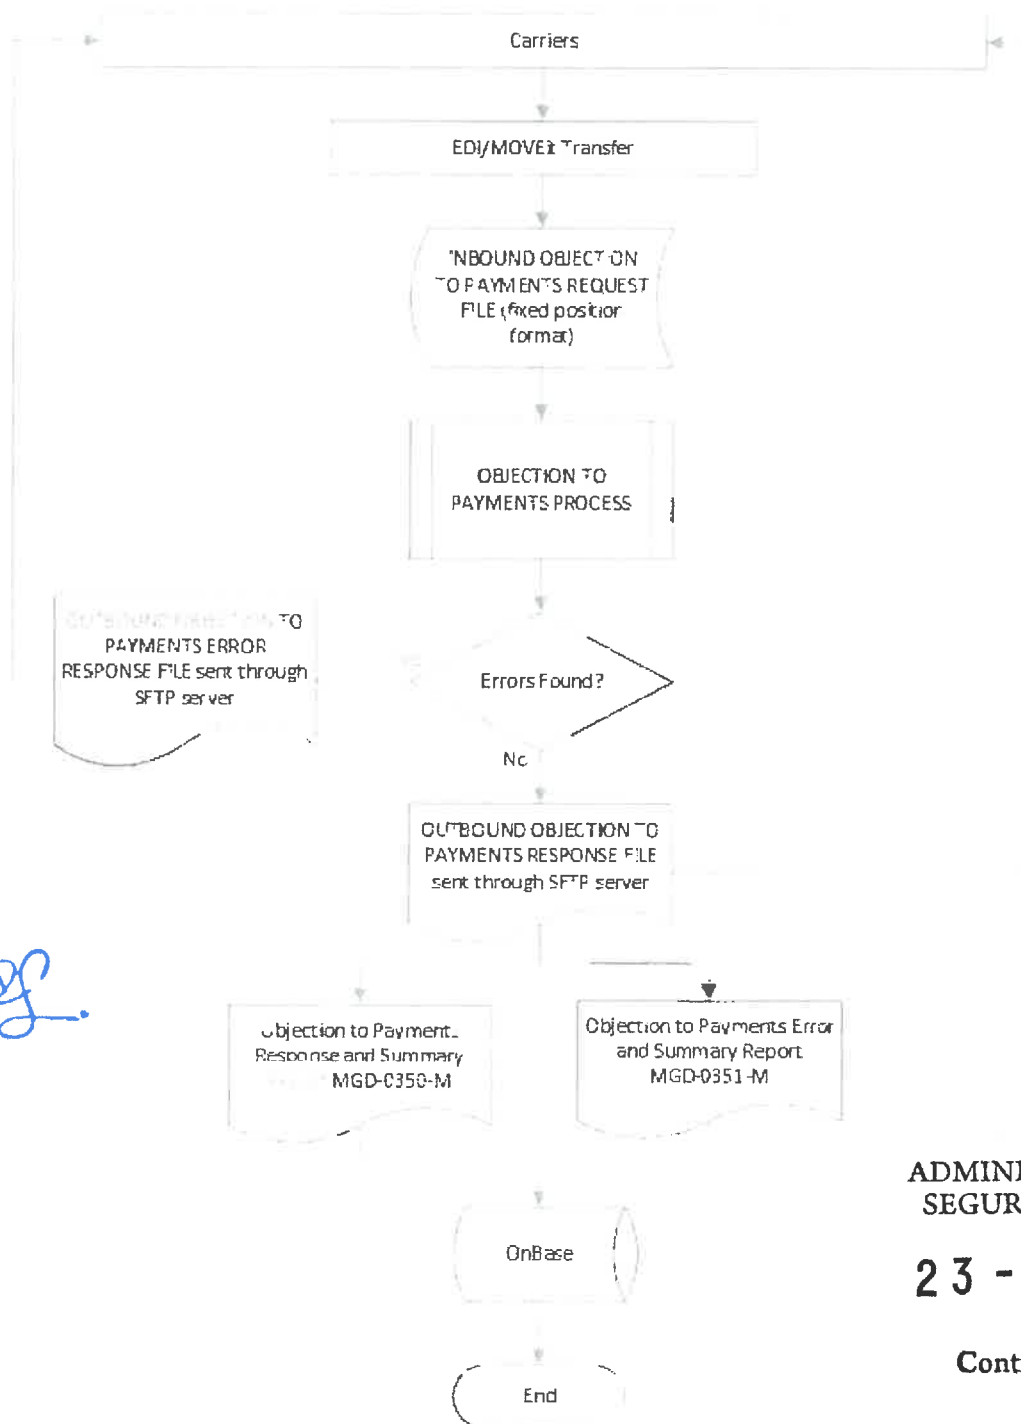 Carriers
EDI/MOVEit Transfer
INBOUND OBJECTION
TO PAYMENTS REQUEST
FILE (fixed position
format)
OBJECTION TO
PAYMENTS PROCESS
OUTBOUND OBJECTION TO
PAYMENTS ERROR
RESPONSE FILE sent through
SFTP server
Errors Found?
No
OUTBOUND OBJECTION TO
PAYMENTS RESPONSE FILE
sent through SFTP server
Objection to Payments
Response and Summary
MGD-0350-M
Objection to Payments Error
and Summary Report
MGD-0351-M
OnBase
End
ADMINI
SEGUR
23 -
Cont